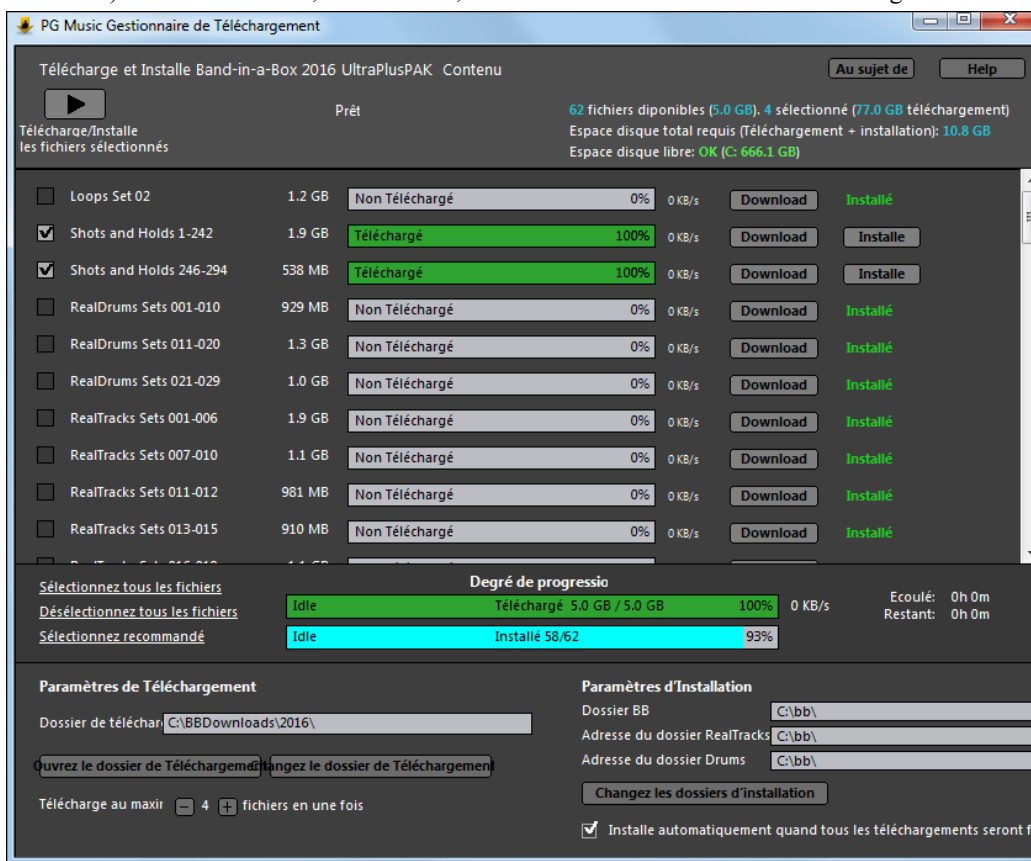 PG Music Gestionnaire de Téléchargement
Télécharge et Installe Band-in-a-Box 2016 UltraPlusPAK Contenu
Au sujet de
Help
Prêt
Télécharge/Installe
les fichiers sélectionnés
62 fichiers diponibles (5.0 GB). 4 sélectionné (77.0 GB téléchargement)
Espace disque total requis (Téléchargement + installation): 10.8 GB
Espace disque libre: OK (C: 666.1 GB)
Loops Set 02 1.2 GB Non Téléchargé 0% 0 KB/s Download Installé
Shots and Holds 1-242 1.9 GB Téléchargé 100% 0 KB/s Download Installe
Shots and Holds 246-294 538 MB Téléchargé 100% 0 KB/s Download Installe
RealDrums Sets 001-010 929 MB Non Téléchargé 0% 0 KB/s Download Installé
RealDrums Sets 011-020 1.3 GB Non Téléchargé 0% 0 KB/s Download Installé
RealDrums Sets 021-029 1.0 GB Non Téléchargé 0% 0 KB/s Download Installé
RealTracks Sets 001-006 1.9 GB Non Téléchargé 0% 0 KB/s Download Installé
RealTracks Sets 007-010 1.1 GB Non Téléchargé 0% 0 KB/s Download Installé
RealTracks Sets 011-012 981 MB Non Téléchargé 0% 0 KB/s Download Installé
RealTracks Sets 013-015 910 MB Non Téléchargé 0% 0 KB/s Download Installé
Sélectionnez tous les fichiers
Désélectionnez tous les fichiers
Sélectionnez recommandé
Degré de progressio
Idle Téléchargé 5.0 GB / 5.0 GB 100% 0 KB/s
Idle Installé 58/62 93%
Ecoulé: 0h 0m
Restant: 0h 0m
Paramètres de Téléchargement
Dossier de téléchar C:\BBDownloads\2016\
Ouvrez le dossier de Téléchargement
angez le dossier de Téléchargement
Télécharge au maxir 4 fichiers en une fois
Paramètres d'Installation
Dossier BB C:\bb\
Adresse du dossier RealTracks C:\bb\
Adresse du dossier Drums C:\bb\
Changez les dossiers d'installation
Installe automatiquement quand tous les téléchargements seront f